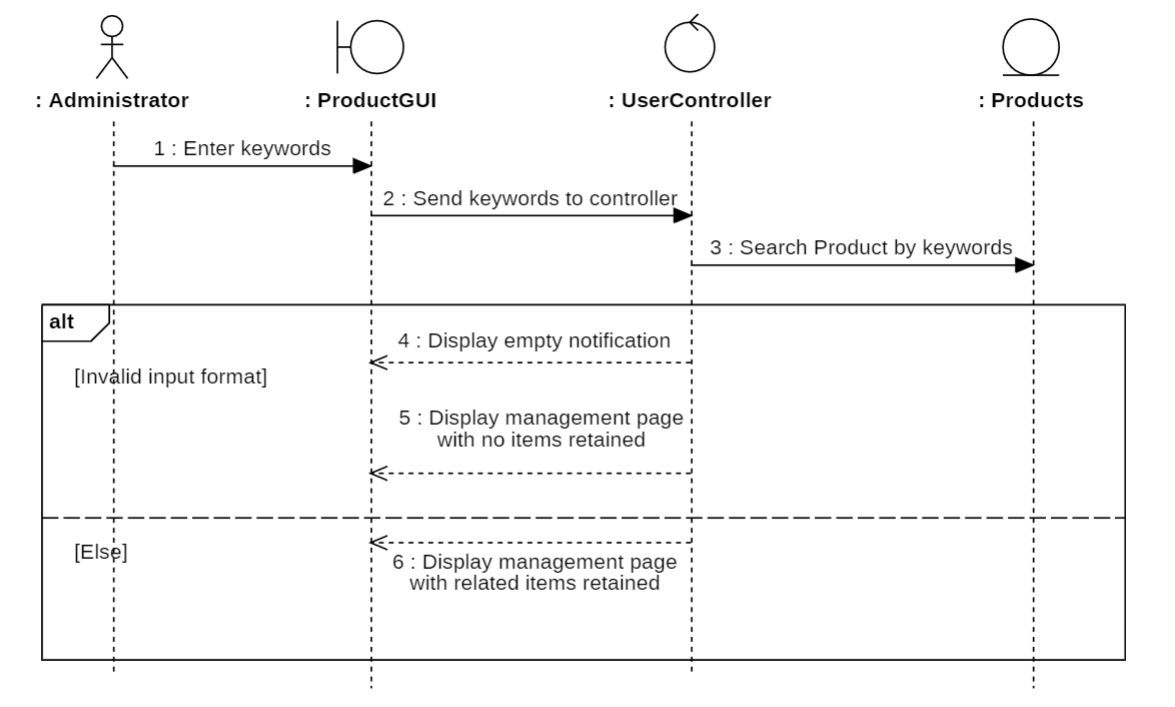 : Administrator
: ProductGUI
: UserController
: Products
1 : Enter keywords
2 : Send keywords to controller
3 : Search Product by keywords
alt
4 : Display empty notification
[Invalid input format]
5 : Display management page
with no items retained
[Else]
6 : Display management page
with related items retained